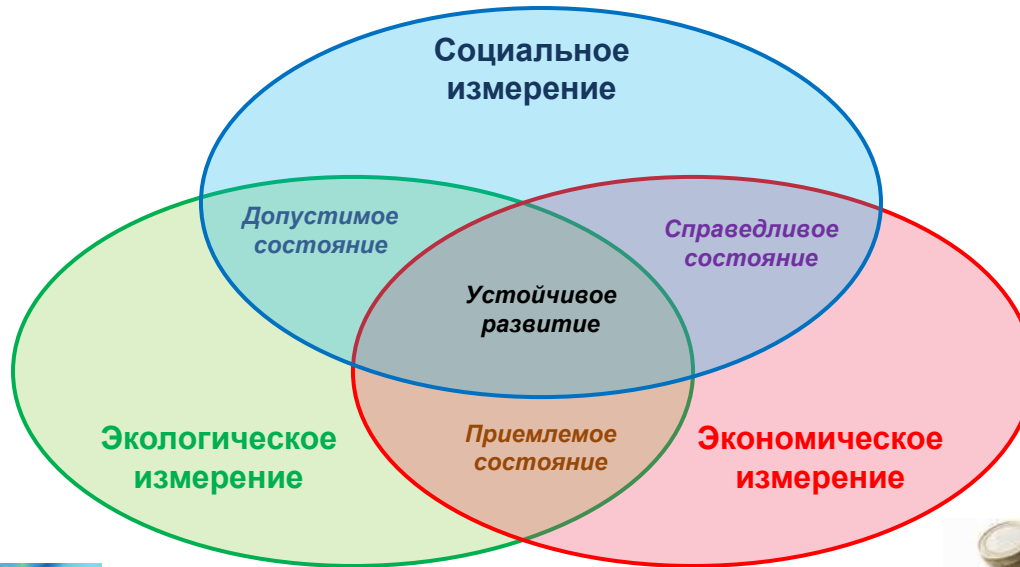 Социальное
измерение
Допустимое
состояние
Справедливое
состояние
Устойчивое
развитие
Экологическое
измерение
Приемлемое
состояние
Экономическое
измерение